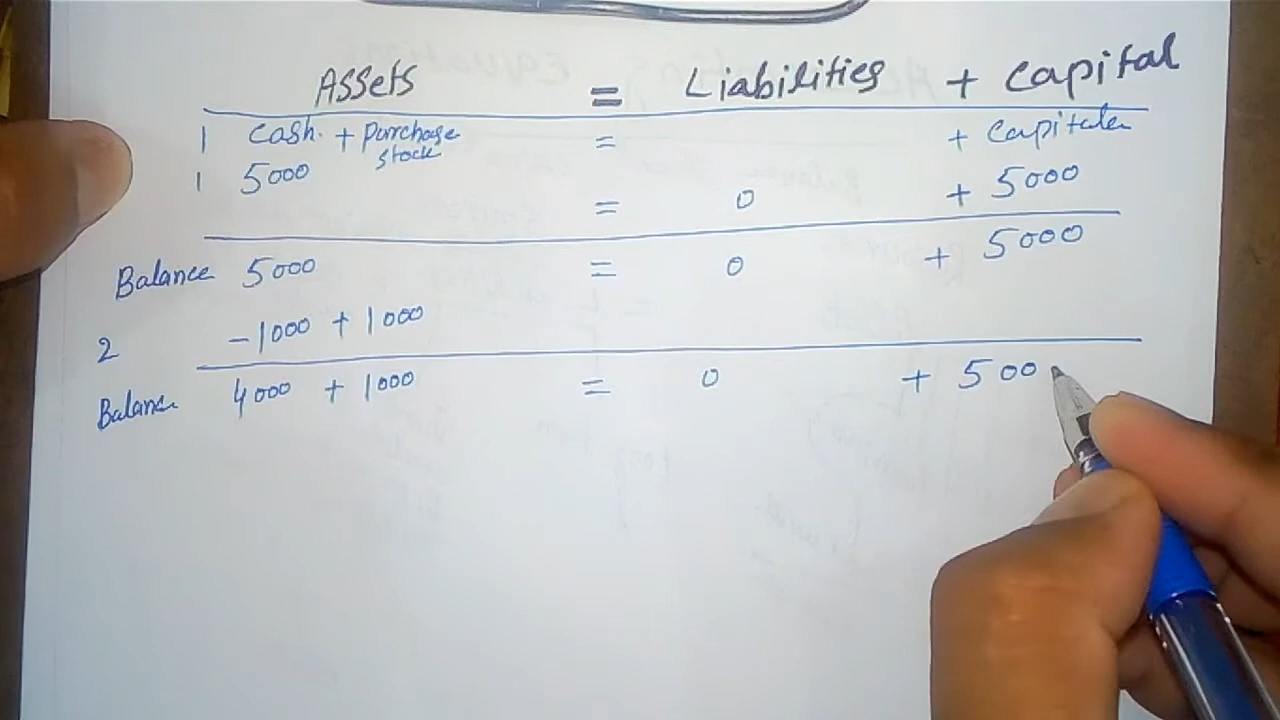 Assets = Liabilities + Capital
1 Cash. + Purchase stock = + Capital
1 5000 = 0 + 5000
Balance 5000 = 0 + 5000
2 -1000 + 1000
Balance 4000 + 1000 = 0 + 500